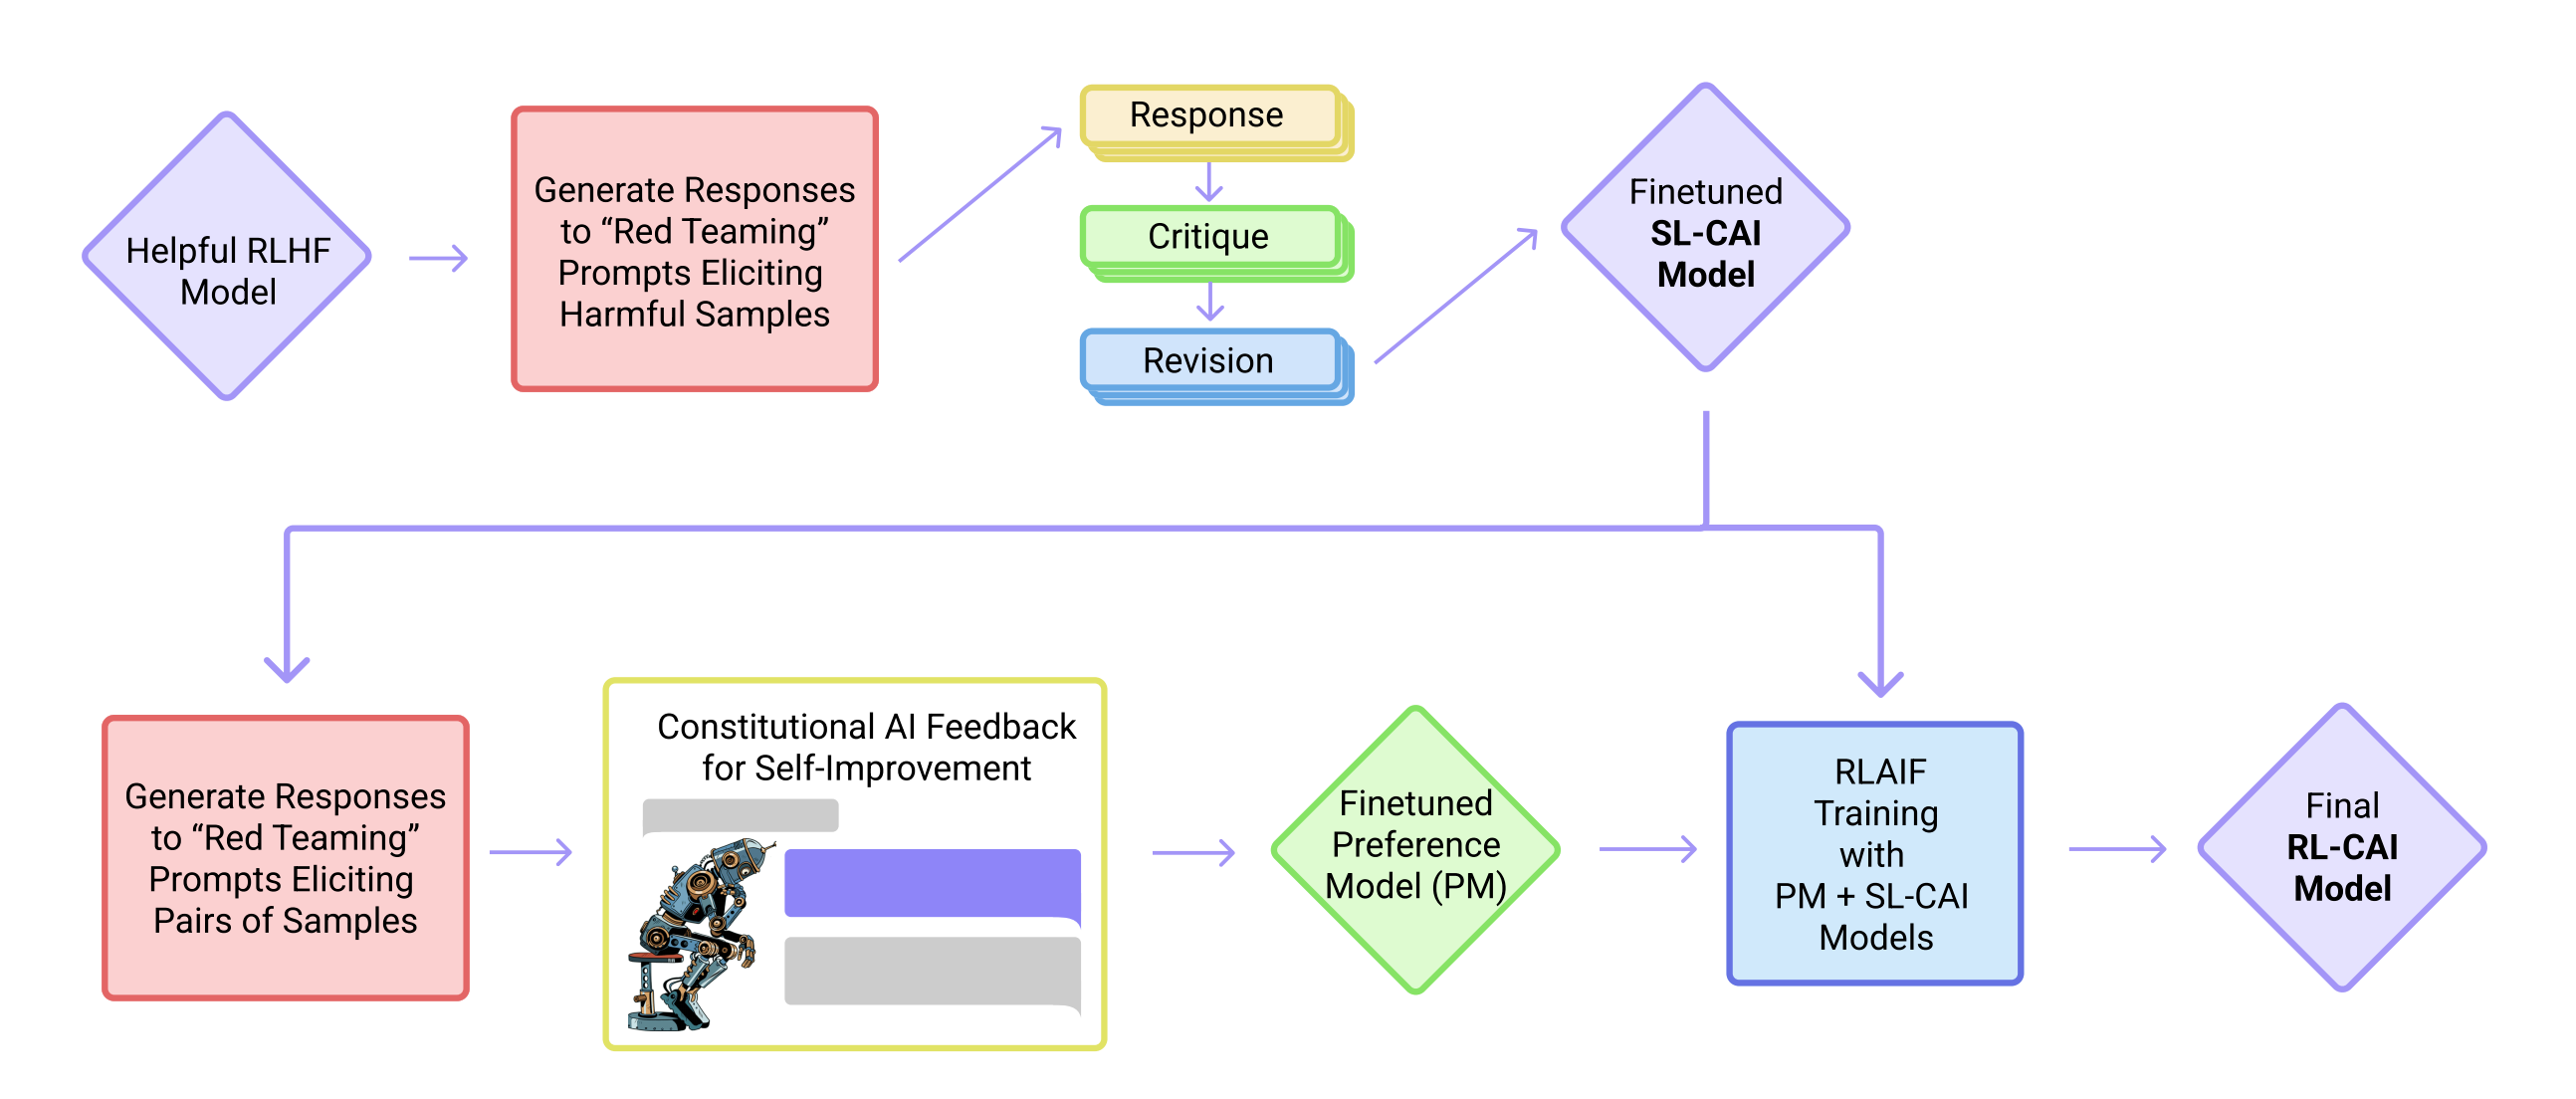 Helpful RLHF
Model
Generate Responses
to “Red Teaming”
Prompts Eliciting
Harmful Samples
Response
Critique
Revision
Finetuned
SL-CAI
Model
Generate Responses
to “Red Teaming”
Prompts Eliciting
Pairs of Samples
Constitutional AI Feedback
for Self-Improvement
Finetuned
Preference
Model (PM)
RLAIF
Training
with
PM + SL-CAI
Models
Final
RL-CAI
Model